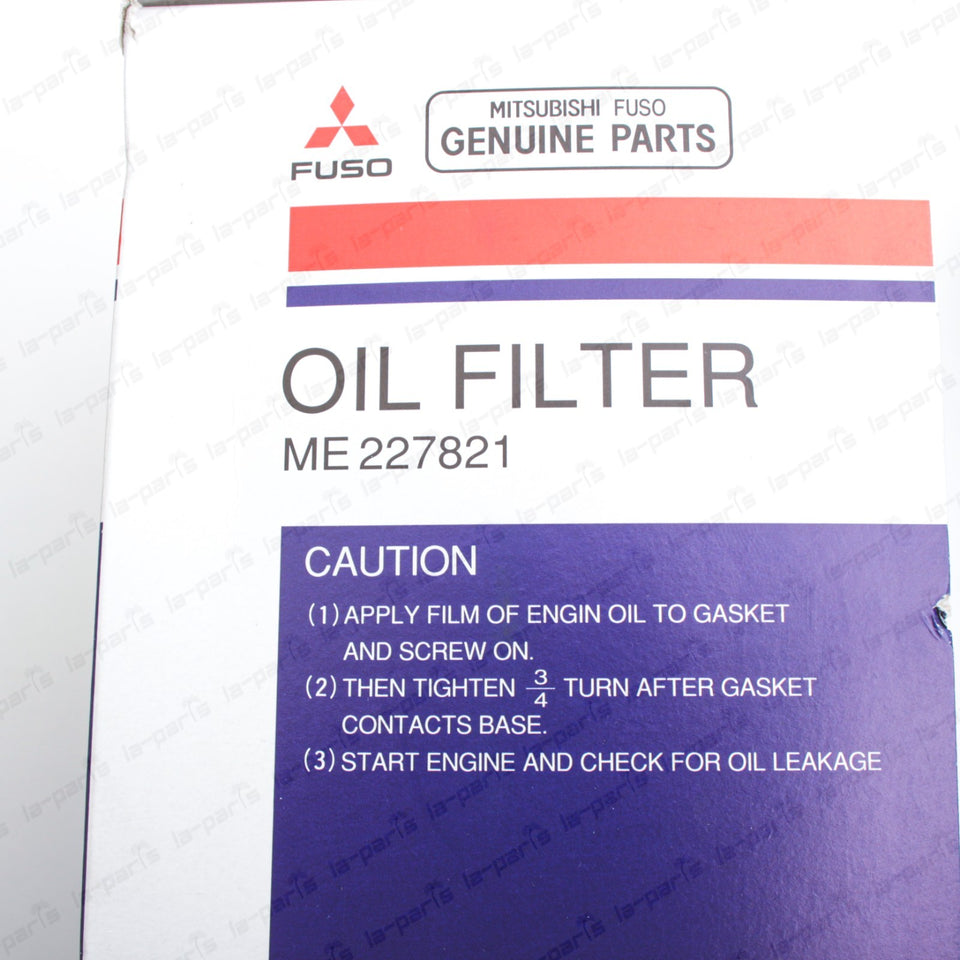 FUSO
MITSUBISHI FUSO
GENUINE PARTS
OIL FILTER
ME 227821
CAUTION
(1) APPLY FILM OF ENGIN OIL TO GASKET
AND SCREW ON.
(2) THEN TIGHTEN 3/4 TURN AFTER GASKET
CONTACTS BASE.
(3) START ENGINE AND CHECK FOR OIL LEAKAGE
la-parts